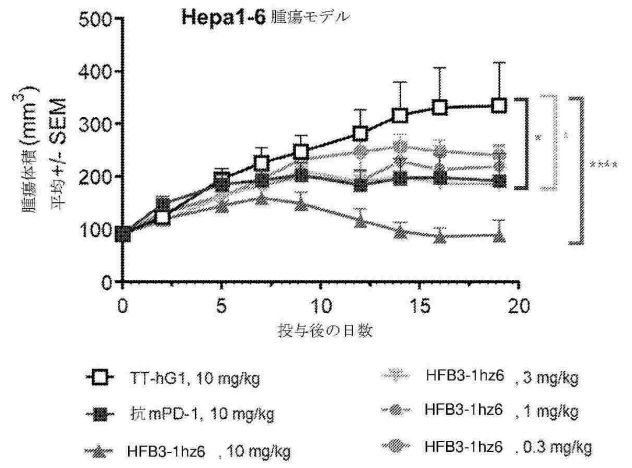 Hepa1-6 腫瘍モデル
500
400
300
200
100
0
腫瘍体積 (mm³)
平均 +/- SEM
*
*
****
0 5 10 15 20
投与後の日数
TT-hG1, 10 mg/kg
抗 mPD-1, 10 mg/kg
HFB3-1hz6 , 10 mg/kg
HFB3-1hz6 , 3 mg/kg
HFB3-1hz6 , 1 mg/kg
HFB3-1hz6 , 0.3 mg/kg